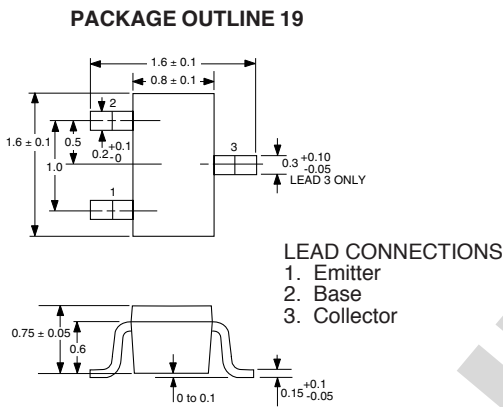 PACKAGE OUTLINE 19
1.6 ± 0.1
0.8 ± 0.1
2
1.6 ± 0.1
1.0
0.5
0.2 +0.1 -0
3
0.3 +0.10 -0.05
LEAD 3 ONLY
1
LEAD CONNECTIONS
1. Emitter
2. Base
3. Collector
0.75 ± 0.05
0.6
0 to 0.1
0.15 +0.1 -0.05